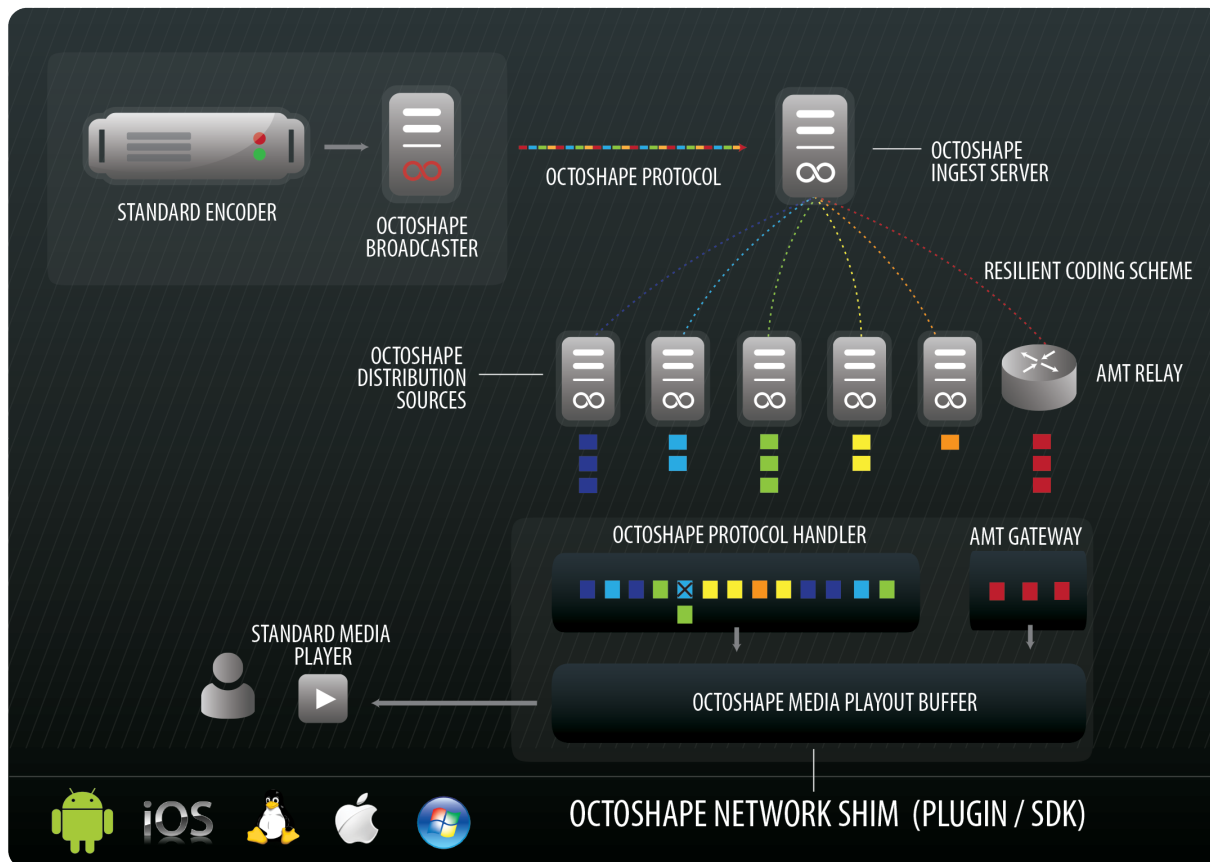 STANDARD ENCODER
OCTOSHAPE
BROADCASTER
OCTOSHAPE PROTOCOL
OCTOSHAPE
INGEST SERVER
RESILIENT CODING SCHEME
OCTOSHAPE
DISTRIBUTION
SOURCES
AMT RELAY
OCTOSHAPE PROTOCOL HANDLER
AMT GATEWAY
STANDARD MEDIA
PLAYER
OCTOSHAPE MEDIA PLAYOUT BUFFER
iOS
OCTOSHAPE NETWORK SHIM (PLUGIN / SDK)